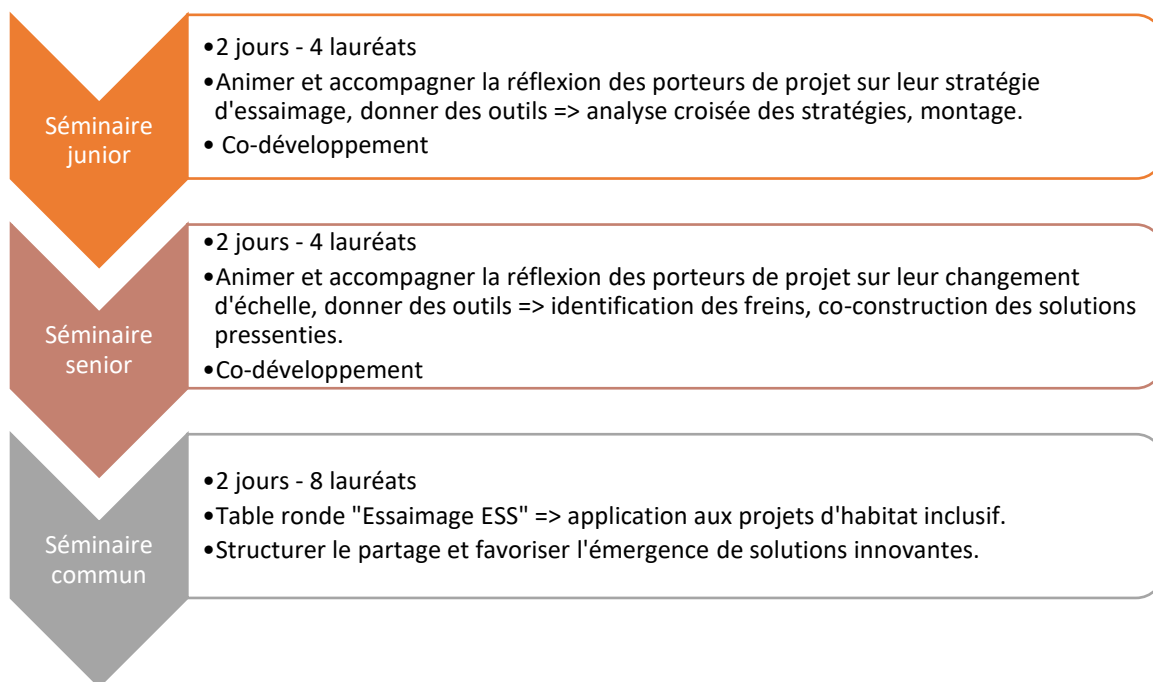 Séminaire
junior
•2 jours - 4 lauréats
•Animer et accompagner la réflexion des porteurs de projet sur leur stratégie
d'essaimage, donner des outils => analyse croisée des stratégies, montage.
• Co-développement
Séminaire
senior
•2 jours - 4 lauréats
•Animer et accompagner la réflexion des porteurs de projet sur leur changement
d'échelle, donner des outils => identification des freins, co-construction des solutions
pressenties.
•Co-développement
Séminaire
commun
•2 jours - 8 lauréats
•Table ronde "Essaimage ESS" => application aux projets d'habitat inclusif.
•Structurer le partage et favoriser l'émergence de solutions innovantes.